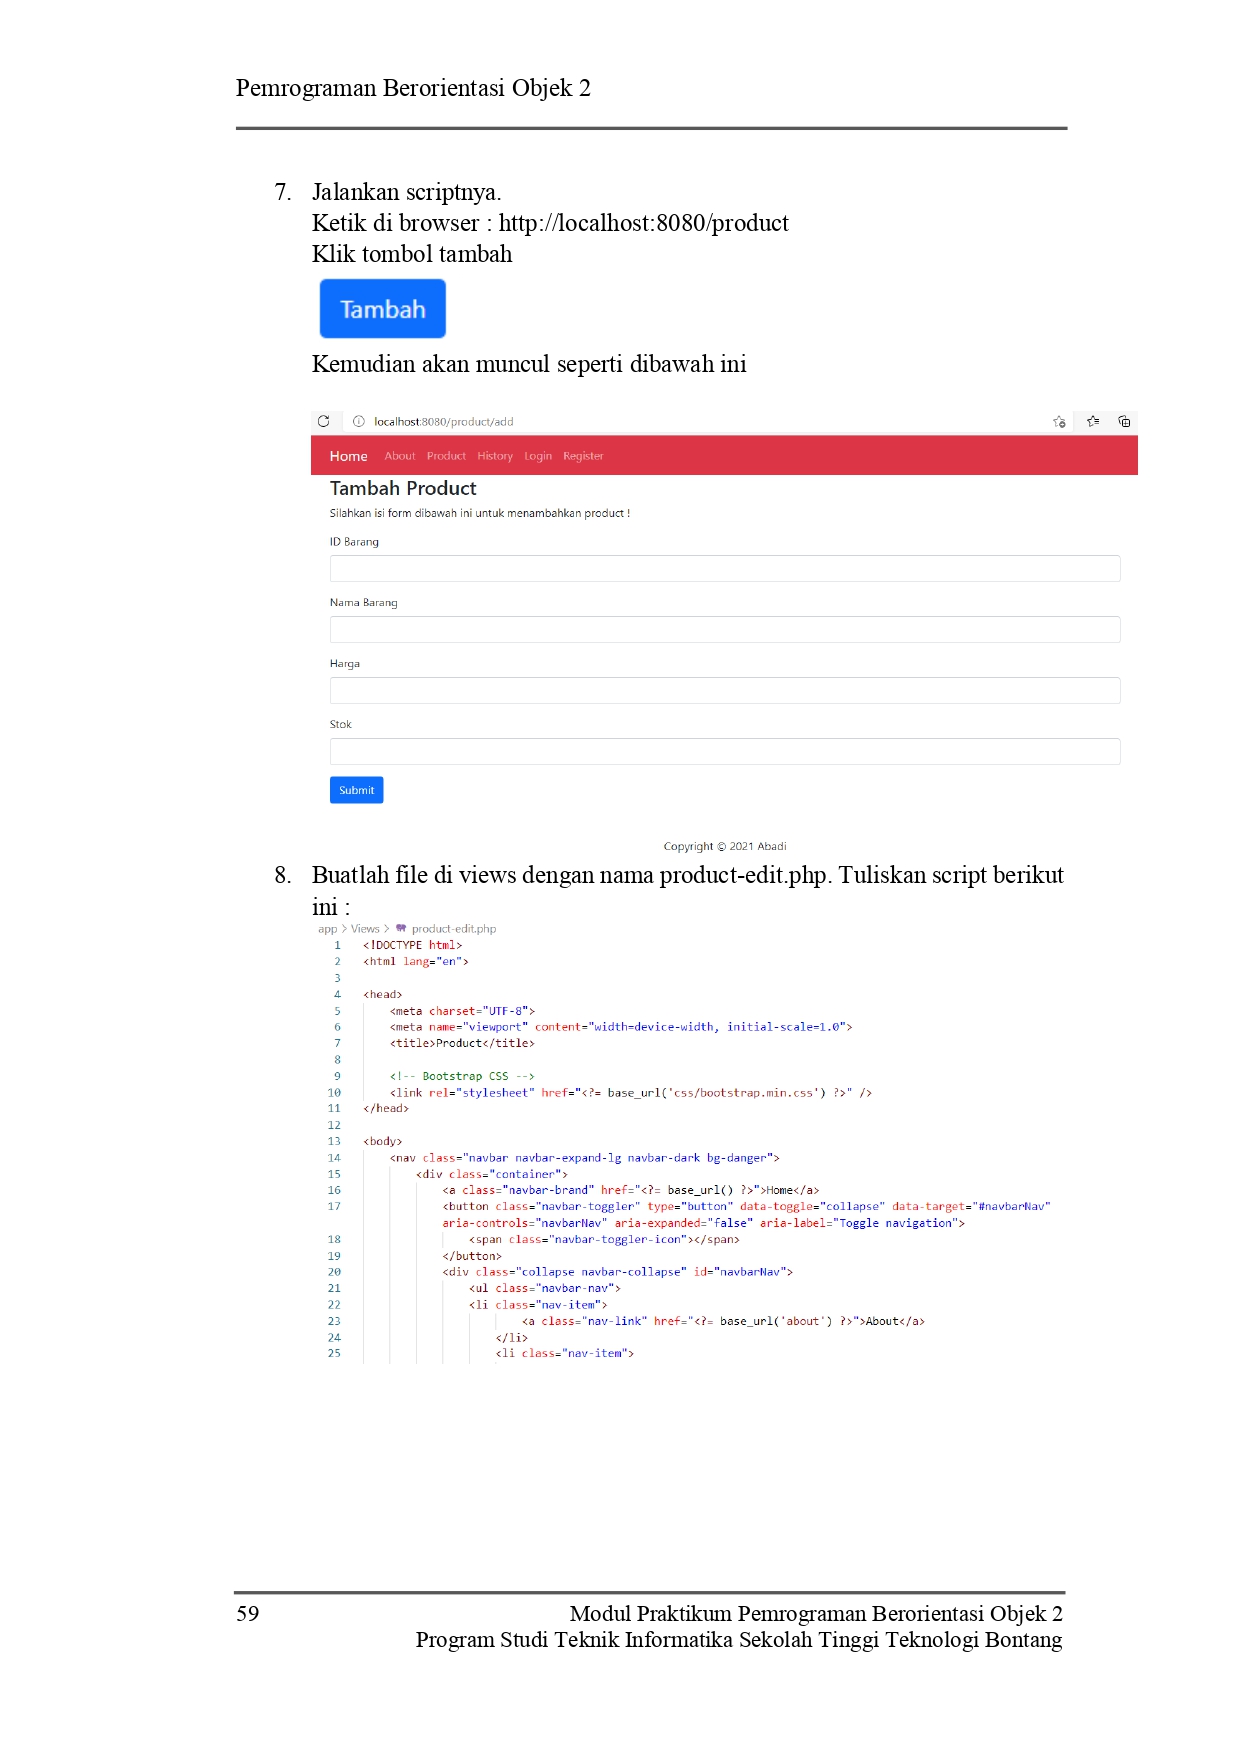 Pemrograman Berorientasi Objek 2
7. Jalankan scriptnya.
Ketik di browser : http://localhost:8080/product
Klik tombol tambah
Tambah
Kemudian akan muncul seperti dibawah ini
localhost:8080/product/add
Home About Product History Login Register
Tambah Product
Silahkan isi form dibawah ini untuk menambahkan product !
ID Barang
Nama Barang
Harga
Stok
Submit
Copyright © 2021 Abadi
8. Buatlah file di views dengan nama product-edit.php. Tuliskan script berikut
ini :
app > Views > product-edit.php
1 <!DOCTYPE html>
2 <html lang="en">
3
4 <head>
5 <meta charset="UTF-8">
6 <meta name="viewport" content="width=device-width, initial-scale=1.0">
7 <title>Product</title>
8
9 <!-- Bootstrap CSS -->
10 <link rel="stylesheet" href="<?= base_url('css/bootstrap.min.css') ?>" />
11 </head>
12
13 <body>
14 <nav class="navbar navbar-expand-lg navbar-dark bg-danger">
15 <div class="container">
16 <a class="navbar-brand" href="<?= base_url() ?>">Home</a>
17 <button class="navbar-toggler" type="button" data-toggle="collapse" data-target="#navbarNav"
aria-controls="navbarNav" aria-expanded="false" aria-label="Toggle navigation">
18 <span class="navbar-toggler-icon"></span>
19 </button>
20 <div class="collapse navbar-collapse" id="navbarNav">
21 <ul class="navbar-nav">
22 <li class="nav-item">
23 <a class="nav-link" href="<?= base_url('about') ?>">About</a>
24 </li>
25 <li class="nav-item">
59 Modul Praktikum Pemrograman Berorientasi Objek 2
Program Studi Teknik Informatika Sekolah Tinggi Teknologi Bontang